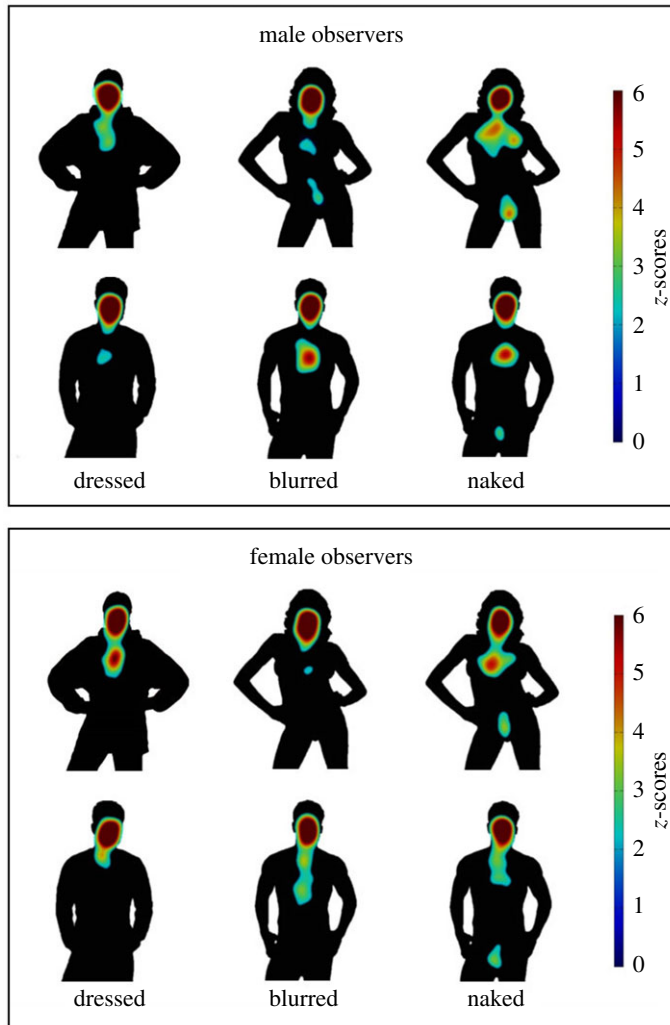 male observers
6
5
4
3
2
1
0
z-scores
dressed blurred naked
female observers
6
5
4
3
2
1
0
z-scores
dressed blurred naked